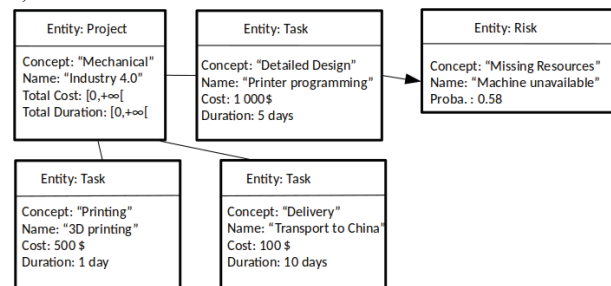 Entity: Project
Concept: “Mechanical”
Name: “Industry 4.0”
Total Cost: [0,+∞[
Total Duration: [0,+∞[
Entity: Task
Concept: “Detailed Design”
Name: “Printer programming”
Cost: 1 000$
Duration: 5 days
Entity: Risk
Concept: “Missing Resources”
Name: “Machine unavailable”
Proba. : 0.58
Entity: Task
Concept: “Printing”
Name: “3D printing”
Cost: 500 $
Duration: 1 day
Entity: Task
Concept: “Delivery”
Name: “Transport to China”
Cost: 100 $
Duration: 10 days